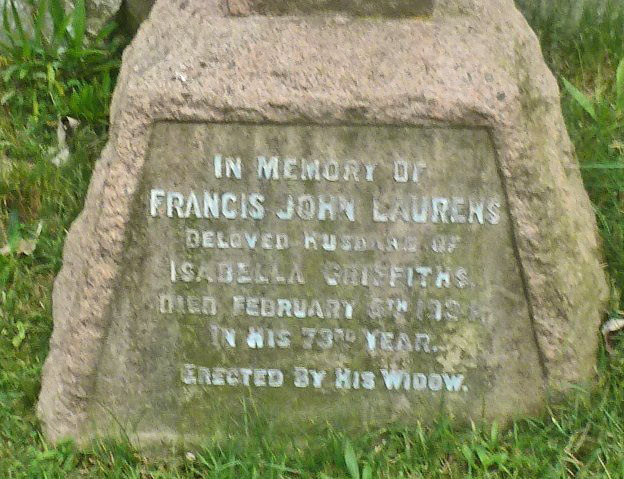 IN MEMORY OF
FRANCIS JOHN LAURENS
BELOVED HUSBAND OF
ISABELLA GRIFFITHS.
DIED FEBRUARY
IN HIS 73RD YEAR.
ERECTED BY HIS WIDOW.